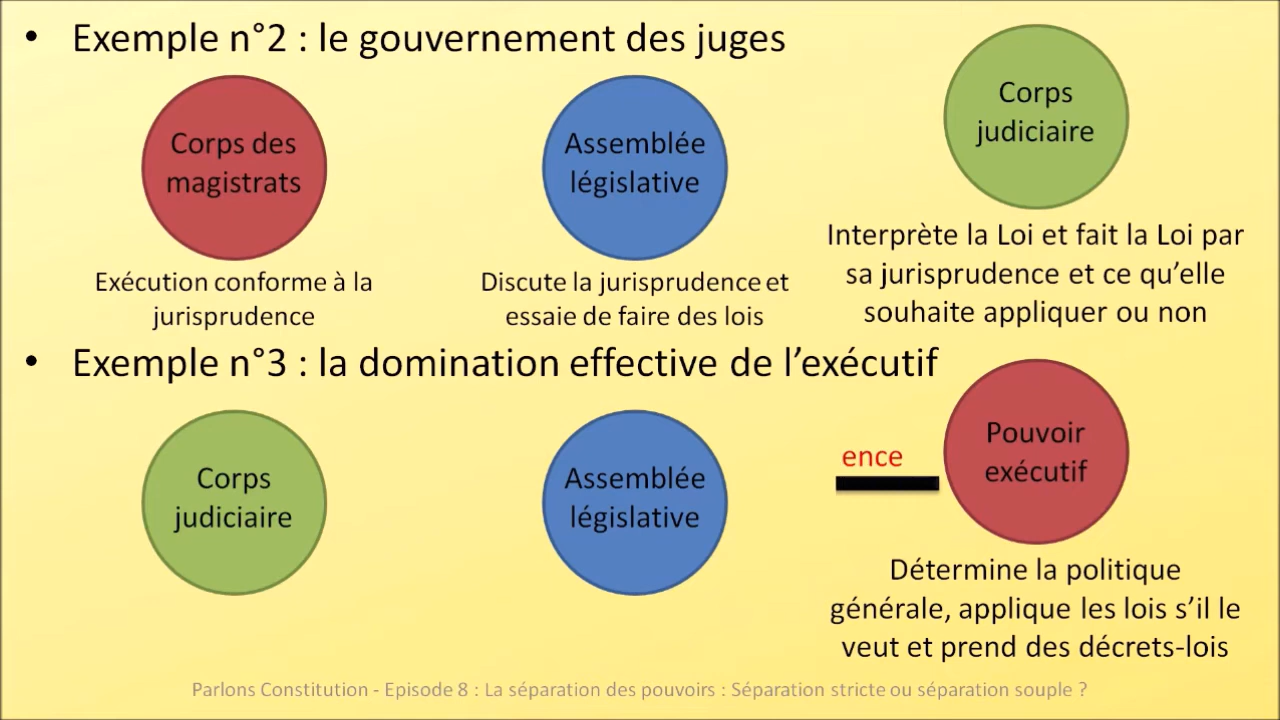 • Exemple n°2 : le gouvernement des juges
Corps des
magistrats
Exécution conforme à la
jurisprudence
Assemblée
législative
Discute la jurisprudence et
essaie de faire des lois
Corps
judiciaire
Interprète la Loi et fait la Loi par
sa jurisprudence et ce qu’elle
souhaite appliquer ou non
• Exemple n°3 : la domination effective de l’exécutif
Corps
judiciaire
Assemblée
législative
ence
Pouvoir
exécutif
Détermine la politique
générale, applique les lois s’il le
veut et prend des décrets-lois
Parlons Constitution - Episode 8 : La séparation des pouvoirs : Séparation stricte ou séparation souple ?